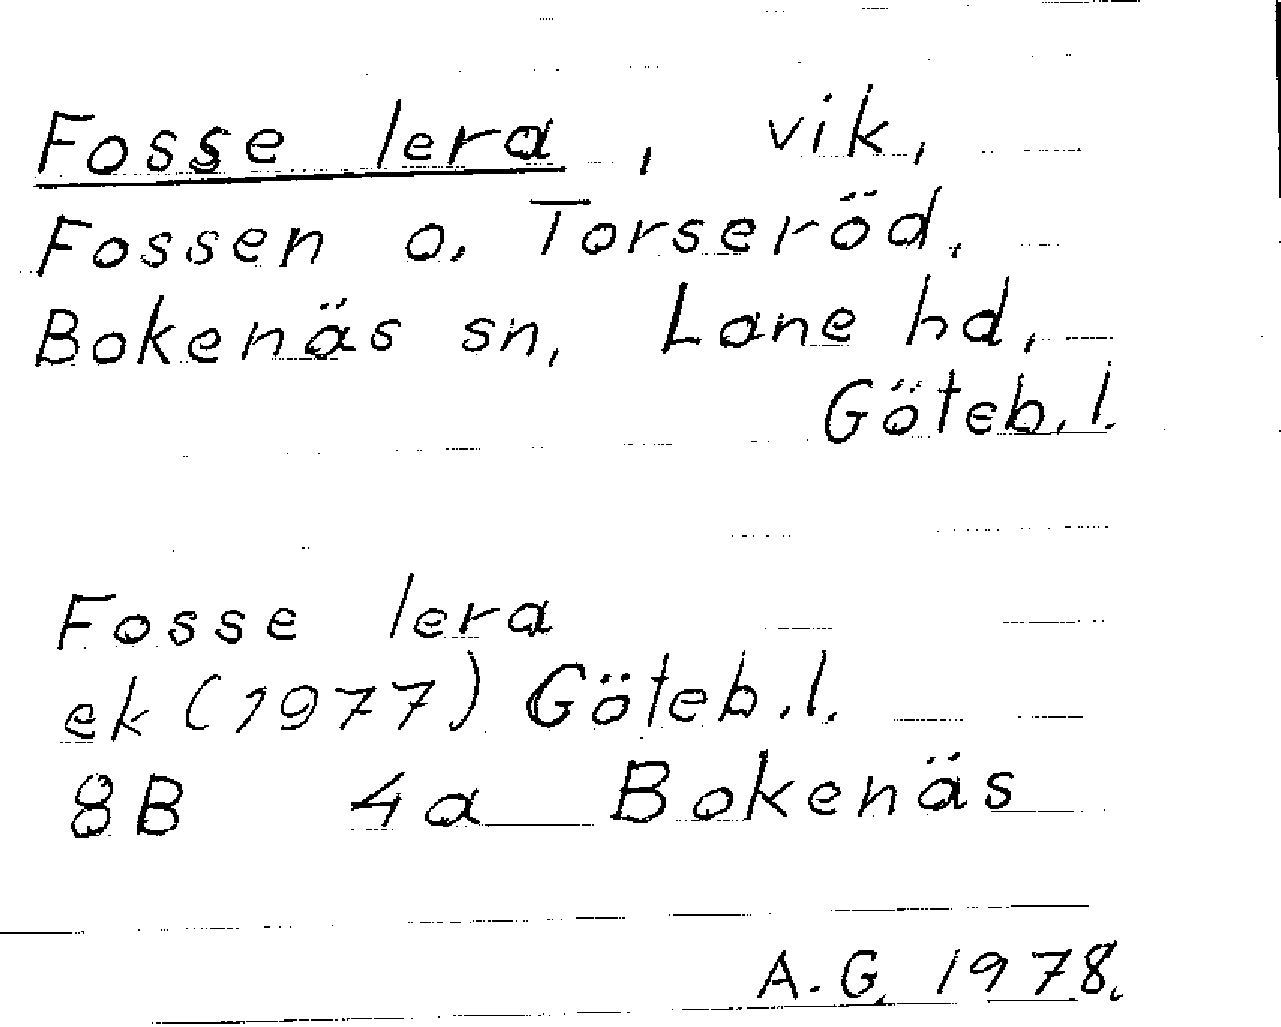 Fosse lera, vik,
Fossen o. Torseröd,
Bokenäs sn, Lane hd,
Göteb. l.
Fosse lera
ek (1977) Göteb. l.
8B 4a Bokenäs
A. G. 1978.